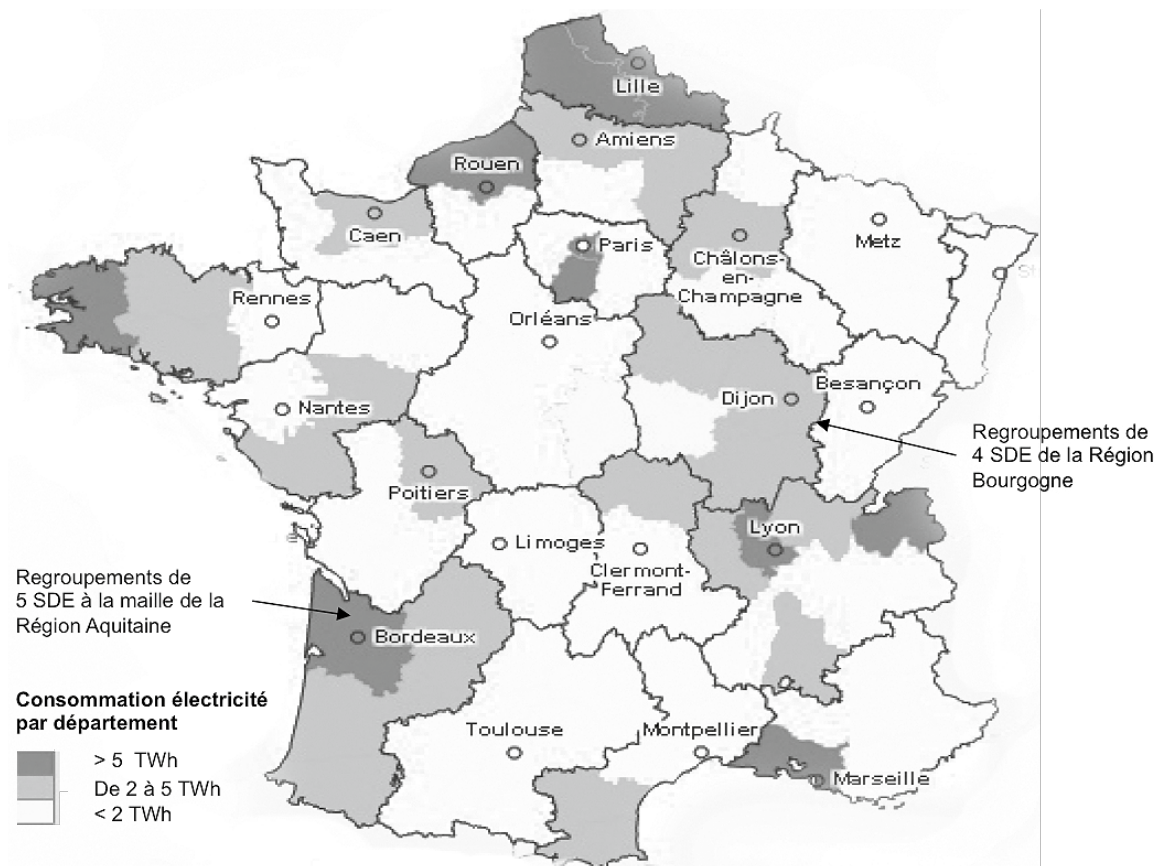 Lille
Amiens
Rouen
Caen
Paris
Metz
Châlons-
en-
Champagne
Rennes
Orléans
Nantes
Dijon
Besançon
Regroupements de
4 SDE de la Région
Bourgogne
Poitiers
Lyon
Limoges
Clermont-
Ferrand
Regroupements de
5 SDE à la maille de la
Région Aquitaine
Bordeaux
Consommation électricité
par département
> 5 TWh
De 2 à 5 TWh
< 2 TWh
Toulouse
Montpellier
Marseille